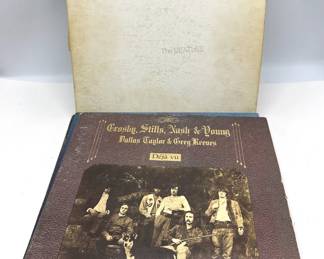 The BEATLES
Crosby, Stills, Nash & Young
Dallas Taylor & Greg Reeves
Déjà vu